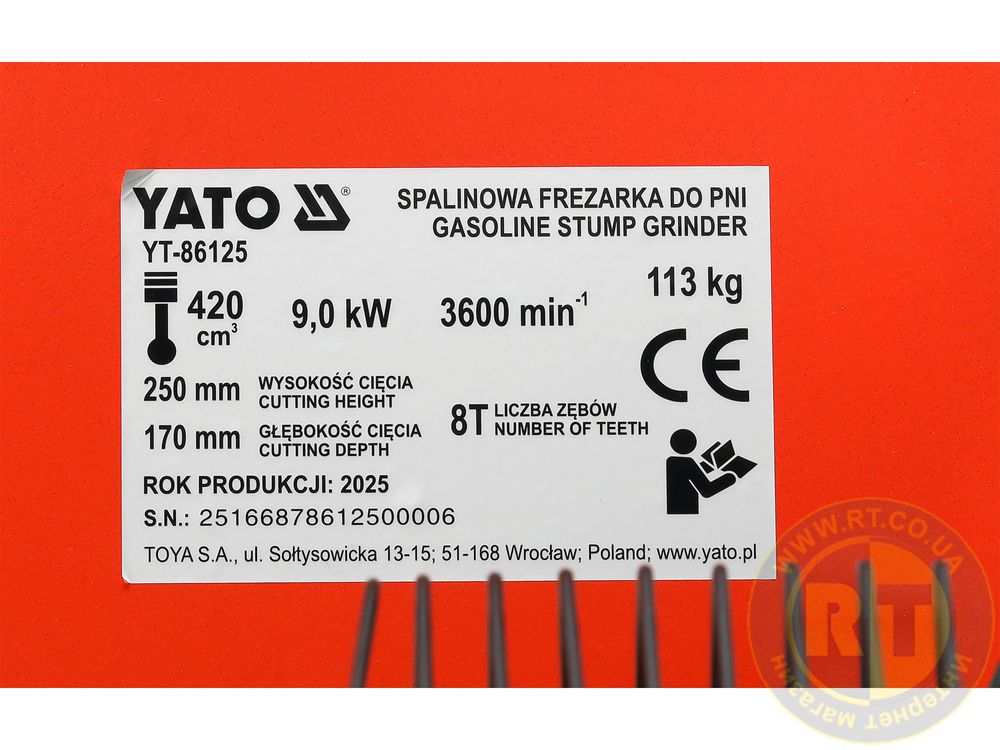 YATO ®
SPALINOWA FREZARKA DO PNI
GASOLINE STUMP GRINDER
YT-86125
420 cm³
9,0 kW
3600 min⁻¹
113 kg
CE
250 mm WYSOKOŚĆ CIĘCIA
CUTTING HEIGHT
170 mm GŁĘBOKOŚĆ CIĘCIA
CUTTING DEPTH
8T LICZBA ZĘBÓW
NUMBER OF TEETH
ROK PRODUKCJI: 2025
S.N.: 25166878612500006
TOYA S.A., ul. Sołtysowicka 13-15; 51-168 Wrocław; Poland; www.yato.pl
WWW.RT.CO.UA
RT
Интернет магазин